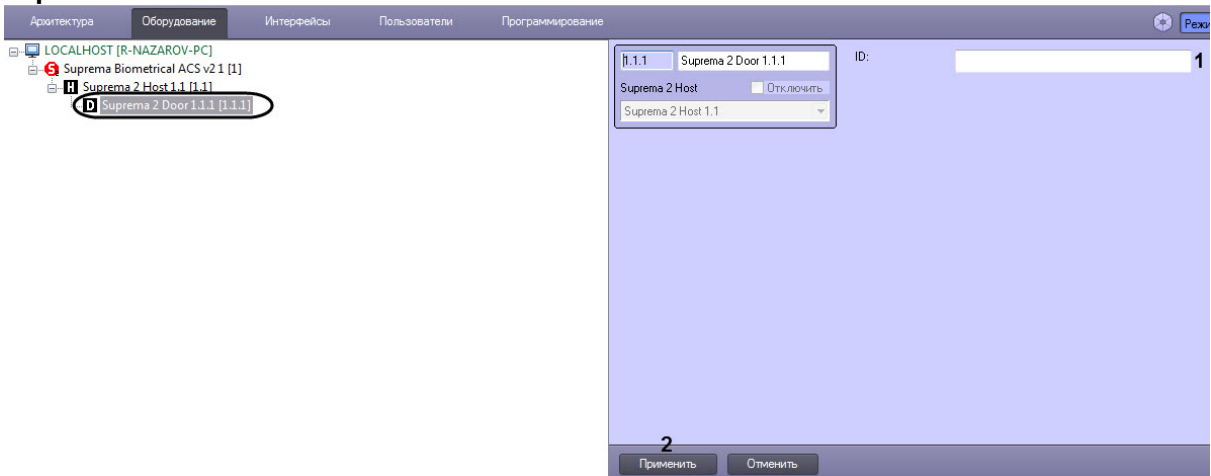 Архитектура Оборудование Интерфейсы Пользователи Программирование Режи
LOCALHOST [R-NAZAROV-PC]
Suprema Biometrical ACS v2 1 [1]
H Suprema 2 Host 1.1 [1.1]
D Suprema 2 Door 1.1.1 [1.1.1]
1.1.1 Suprema 2 Door 1.1.1
Suprema 2 Host Отключить
Suprema 2 Host 1.1
ID: 1
2
Применить Отменить